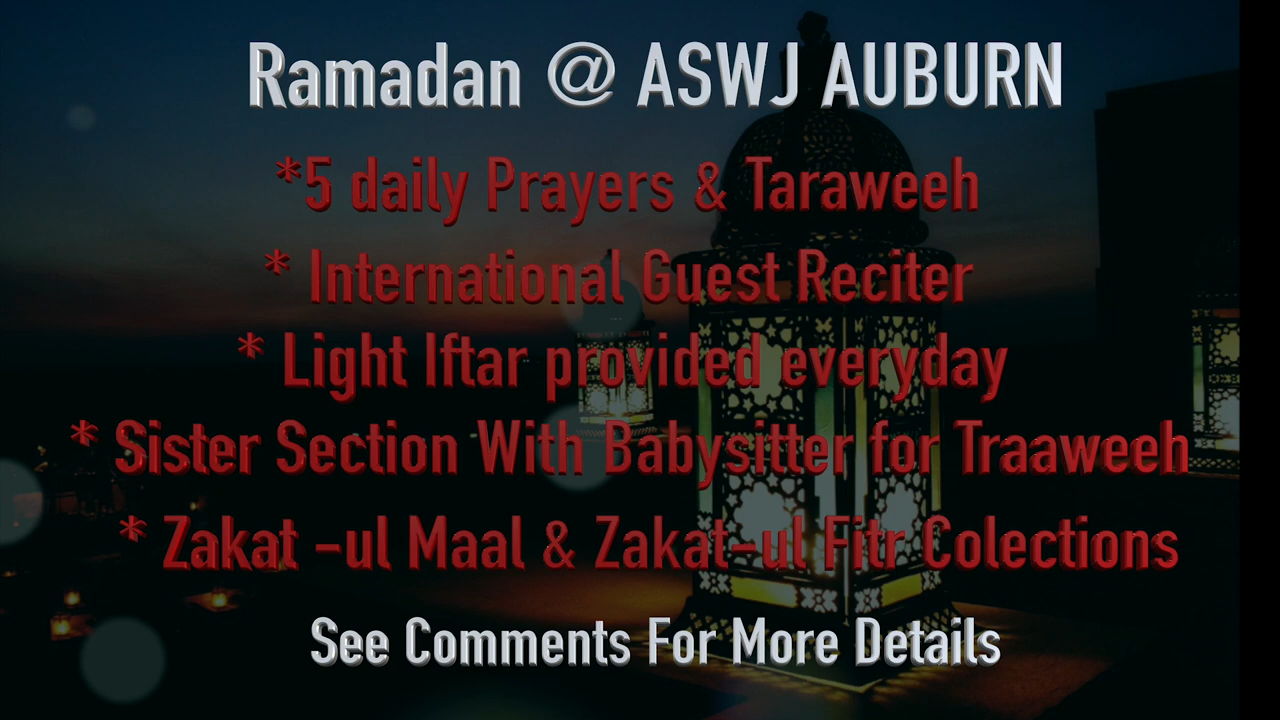 Ramadan @ ASWJ AUBURN
*5 daily Prayers & Taraweeh
* International Guest Reciter
* Light Iftar provided everyday
* Sister Section With Babysitter for Traaweeh
* Zakat -ul Maal & Zakat-ul Fitr Colections
See Comments For More Details